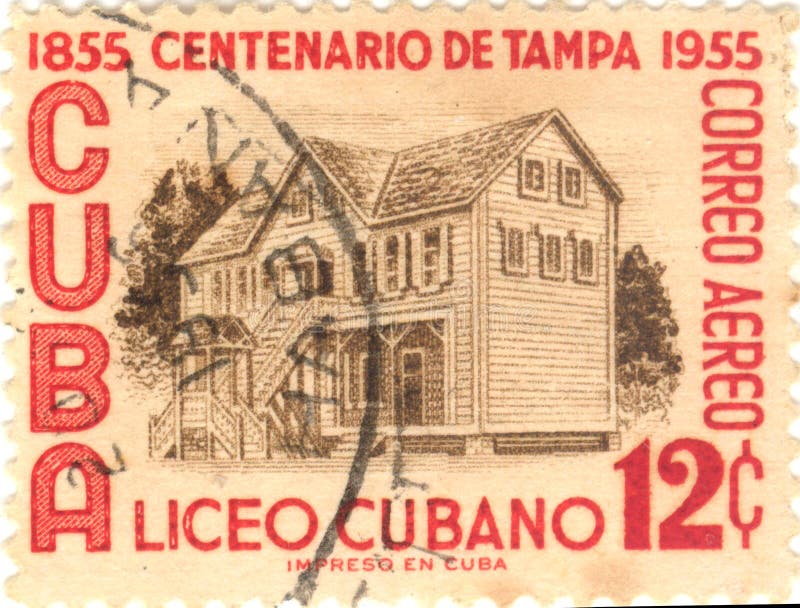 1855 CENTENARIO DE TAMPA 1955
CUBA
CORREO AEREO
LICEO CUBANO 12¢
IMPRESO EN CUBA